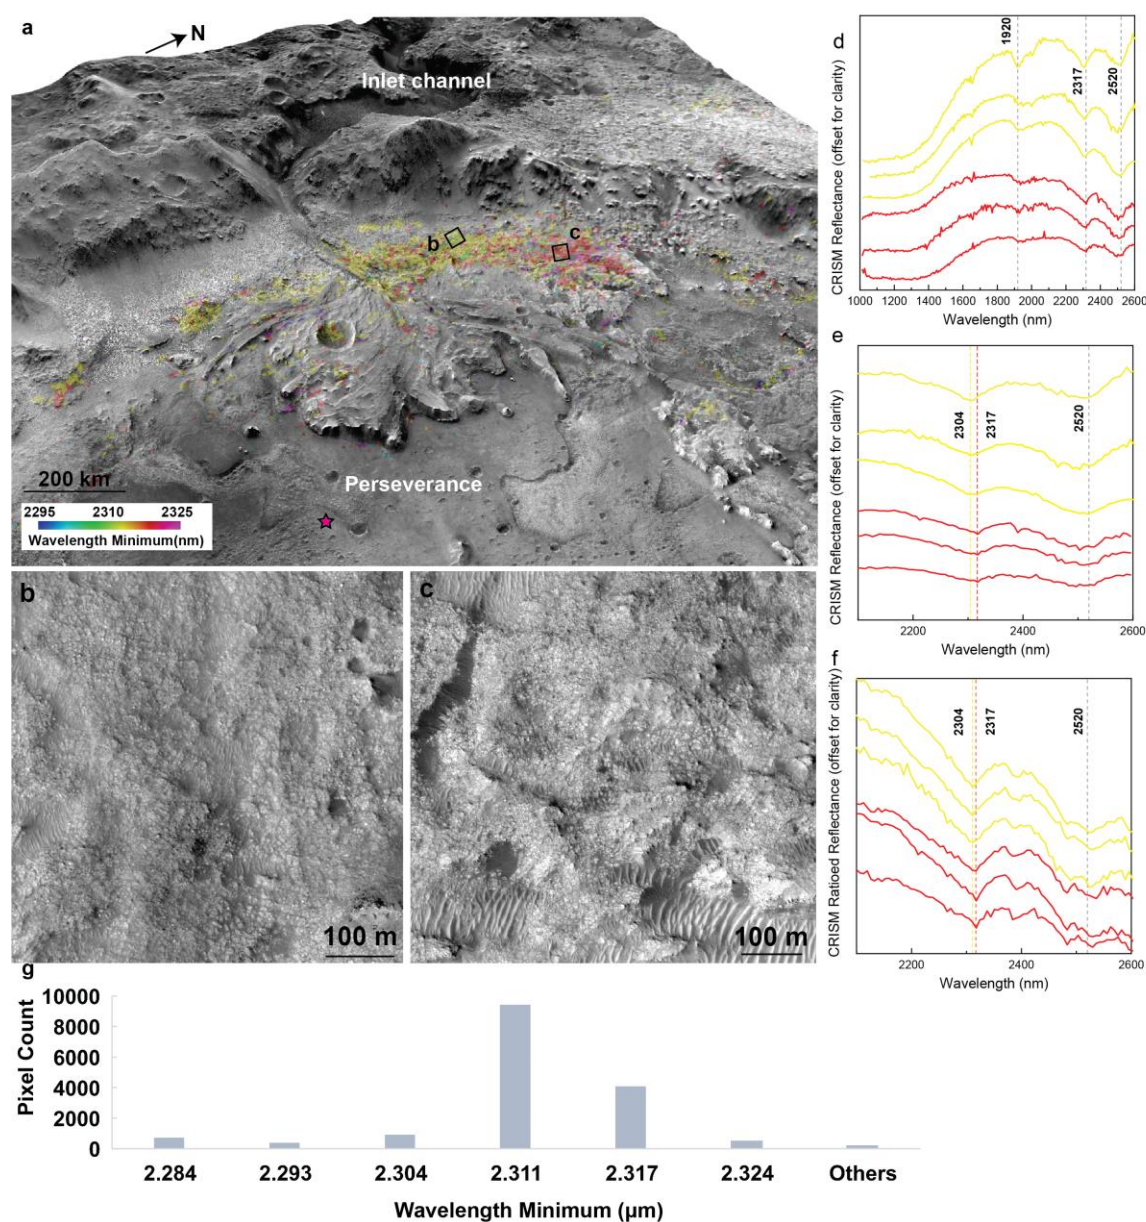 a
N
Inlet channel
b
c
200 km
Perseverance
2295 2310 2325
Wavelength Minimum(nm)
b
100 m
c
100 m
d
CRISM Reflectance (offset for clarity)
1920
2317
2520
1000 1200 1400 1600 1800 2000 2200 2400 2600
Wavelength (nm)
e
CRISM Reflectance (offset for clarity)
2304
2317
2520
2200 2400 2600
Wavelength (nm)
f
CRISM Ratioed Reflectance (offset for clarity)
2304
2317
2520
2200 2400 2600
Wavelength (nm)
g
Pixel Count
10000
8000
6000
4000
2000
0
2.284 2.293 2.304 2.311 2.317 2.324 Others
Wavelength Minimum (µm)